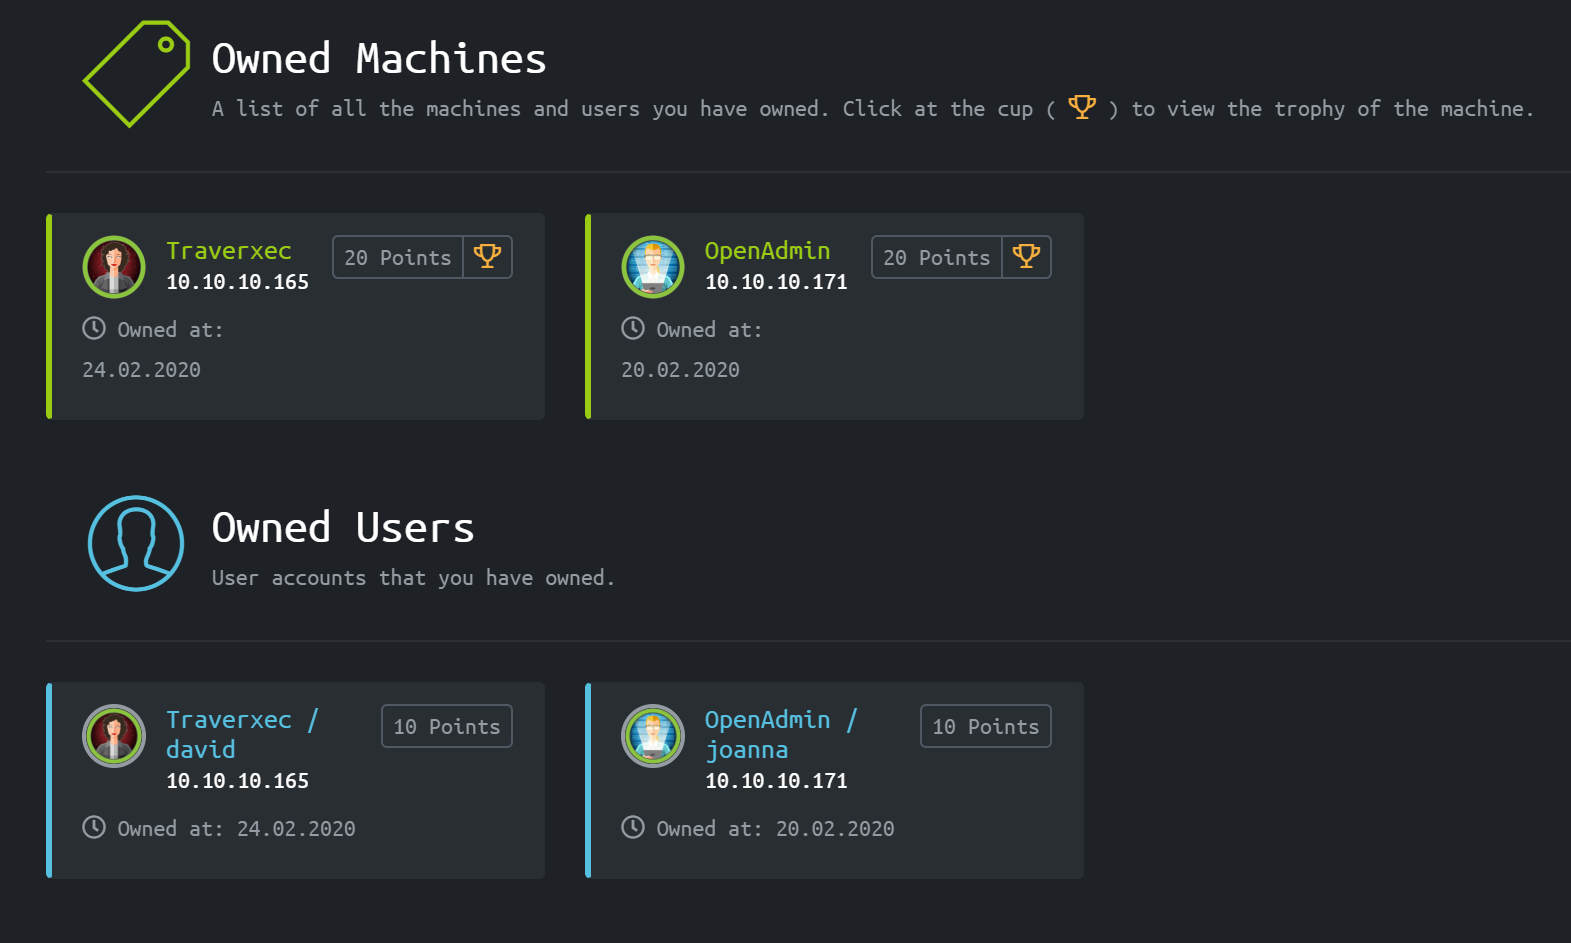 Owned Machines
A list of all the machines and users you have owned. Click at the cup ( ) to view the trophy of the machine.
Traverxec
20 Points
10.10.10.165
Owned at:
24.02.2020
OpenAdmin
20 Points
10.10.10.171
Owned at:
20.02.2020
Owned Users
User accounts that you have owned.
Traverxec /
david
10 Points
10.10.10.165
Owned at: 24.02.2020
OpenAdmin /
joanna
10 Points
10.10.10.171
Owned at: 20.02.2020